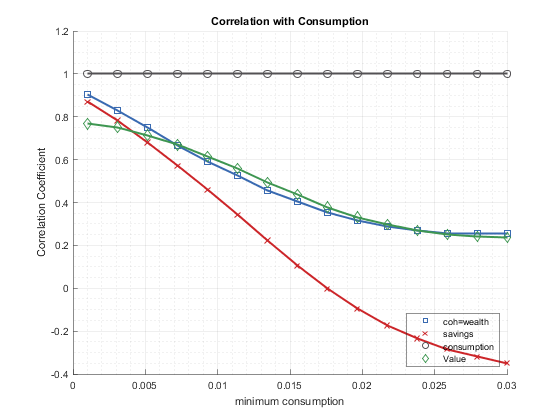 Correlation with Consumption
1.2
1
0.8
0.6
0.4
0.2
0
-0.2
-0.4
Correlation Coefficient
0
0.005
0.01
0.015
0.02
0.025
0.03
minimum consumption
coh=wealth
savings
consumption
Value